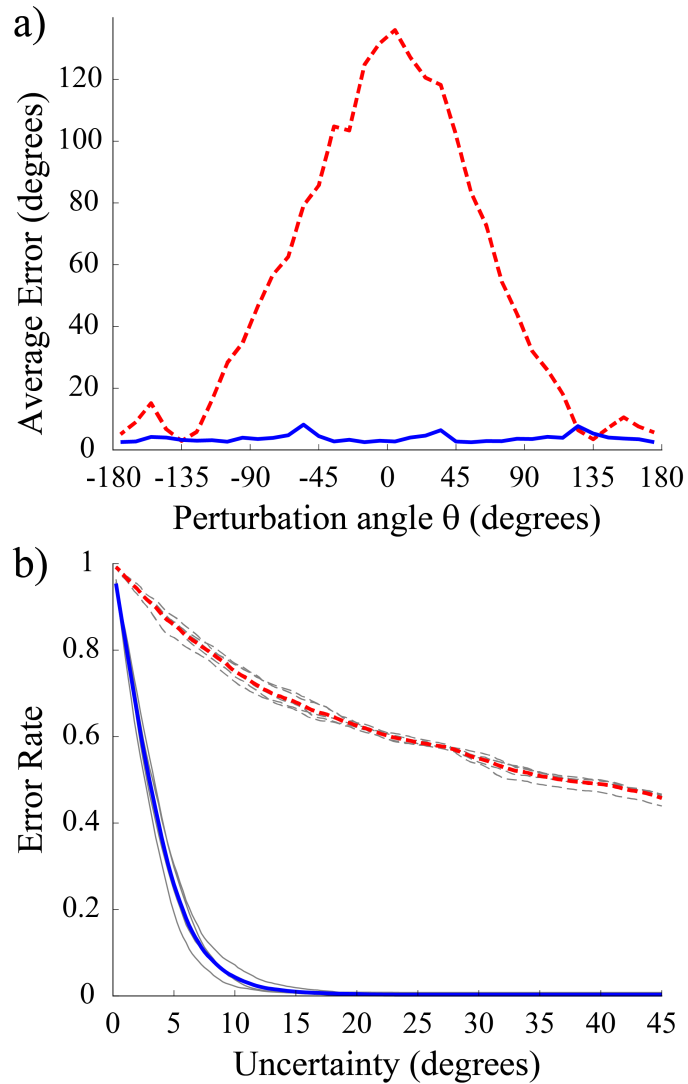 a)
Average Error (degrees)
120
100
80
60
40
20
0
-180 -135 -90 -45 0 45 90 135 180
Perturbation angle θ (degrees)
b)
Error Rate
1
0.8
0.6
0.4
0.2
0
0 5 10 15 20 25 30 35 40 45
Uncertainty (degrees)